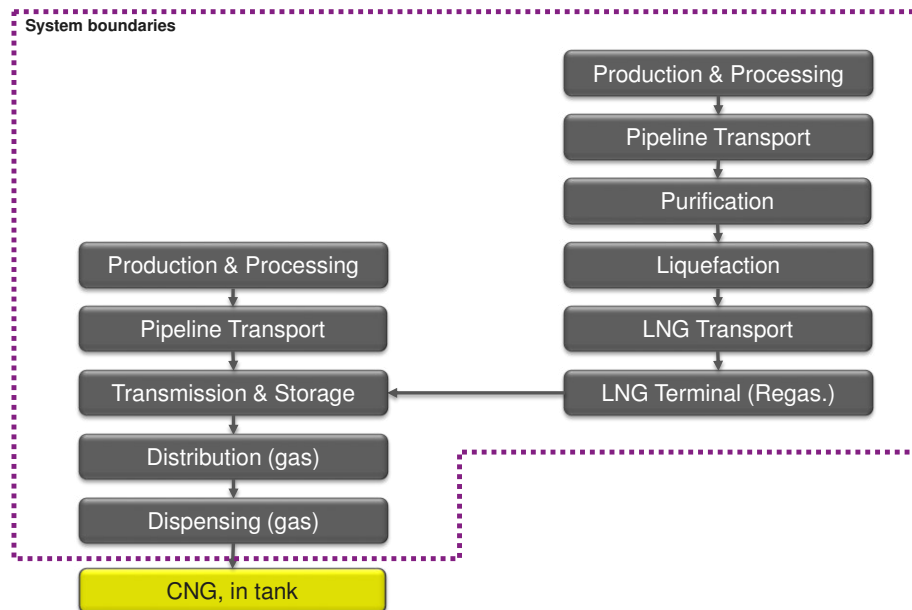 System boundaries
Production & Processing
Pipeline Transport
Purification
Liquefaction
LNG Transport
LNG Terminal (Regas.)
Production & Processing
Pipeline Transport
Transmission & Storage
Distribution (gas)
Dispensing (gas)
CNG, in tank